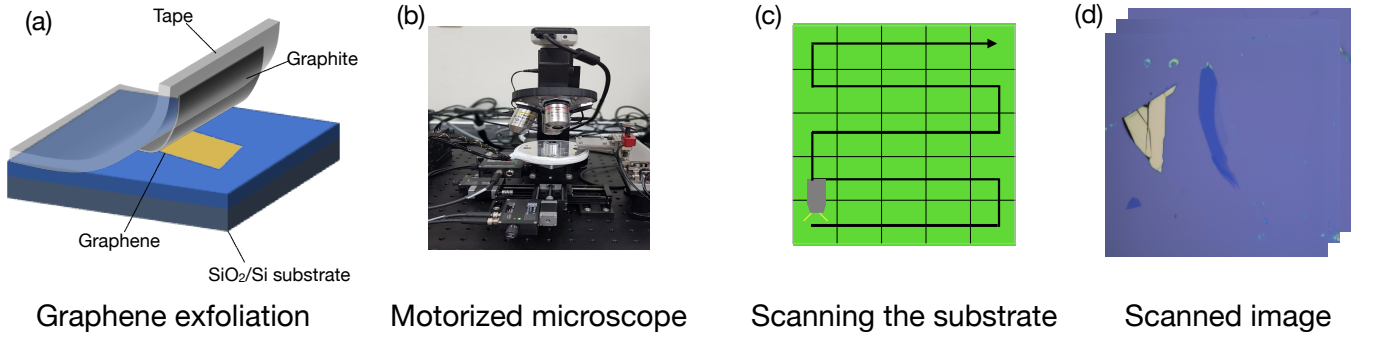 (a)
Tape
Graphite
Graphene
SiO₂/Si substrate
Graphene exfoliation
(b)
Motorized microscope
(c)
Scanning the substrate
(d)
Scanned image